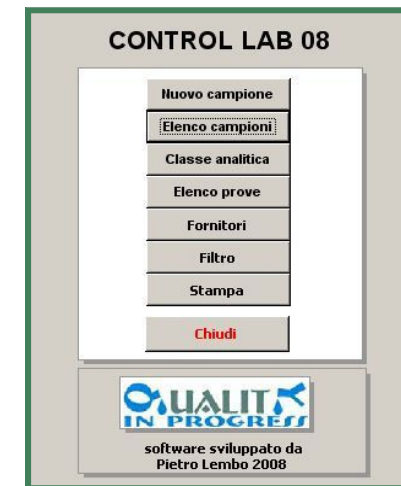 CONTROL LAB 08
Nuovo campione
Elenco campioni
Classe analitica
Elenco prove
Fornitori
Filtro
Stampa
Chiudi
QUALITY
IN PROGRESS
software sviluppato da
Pietro Lembo 2008